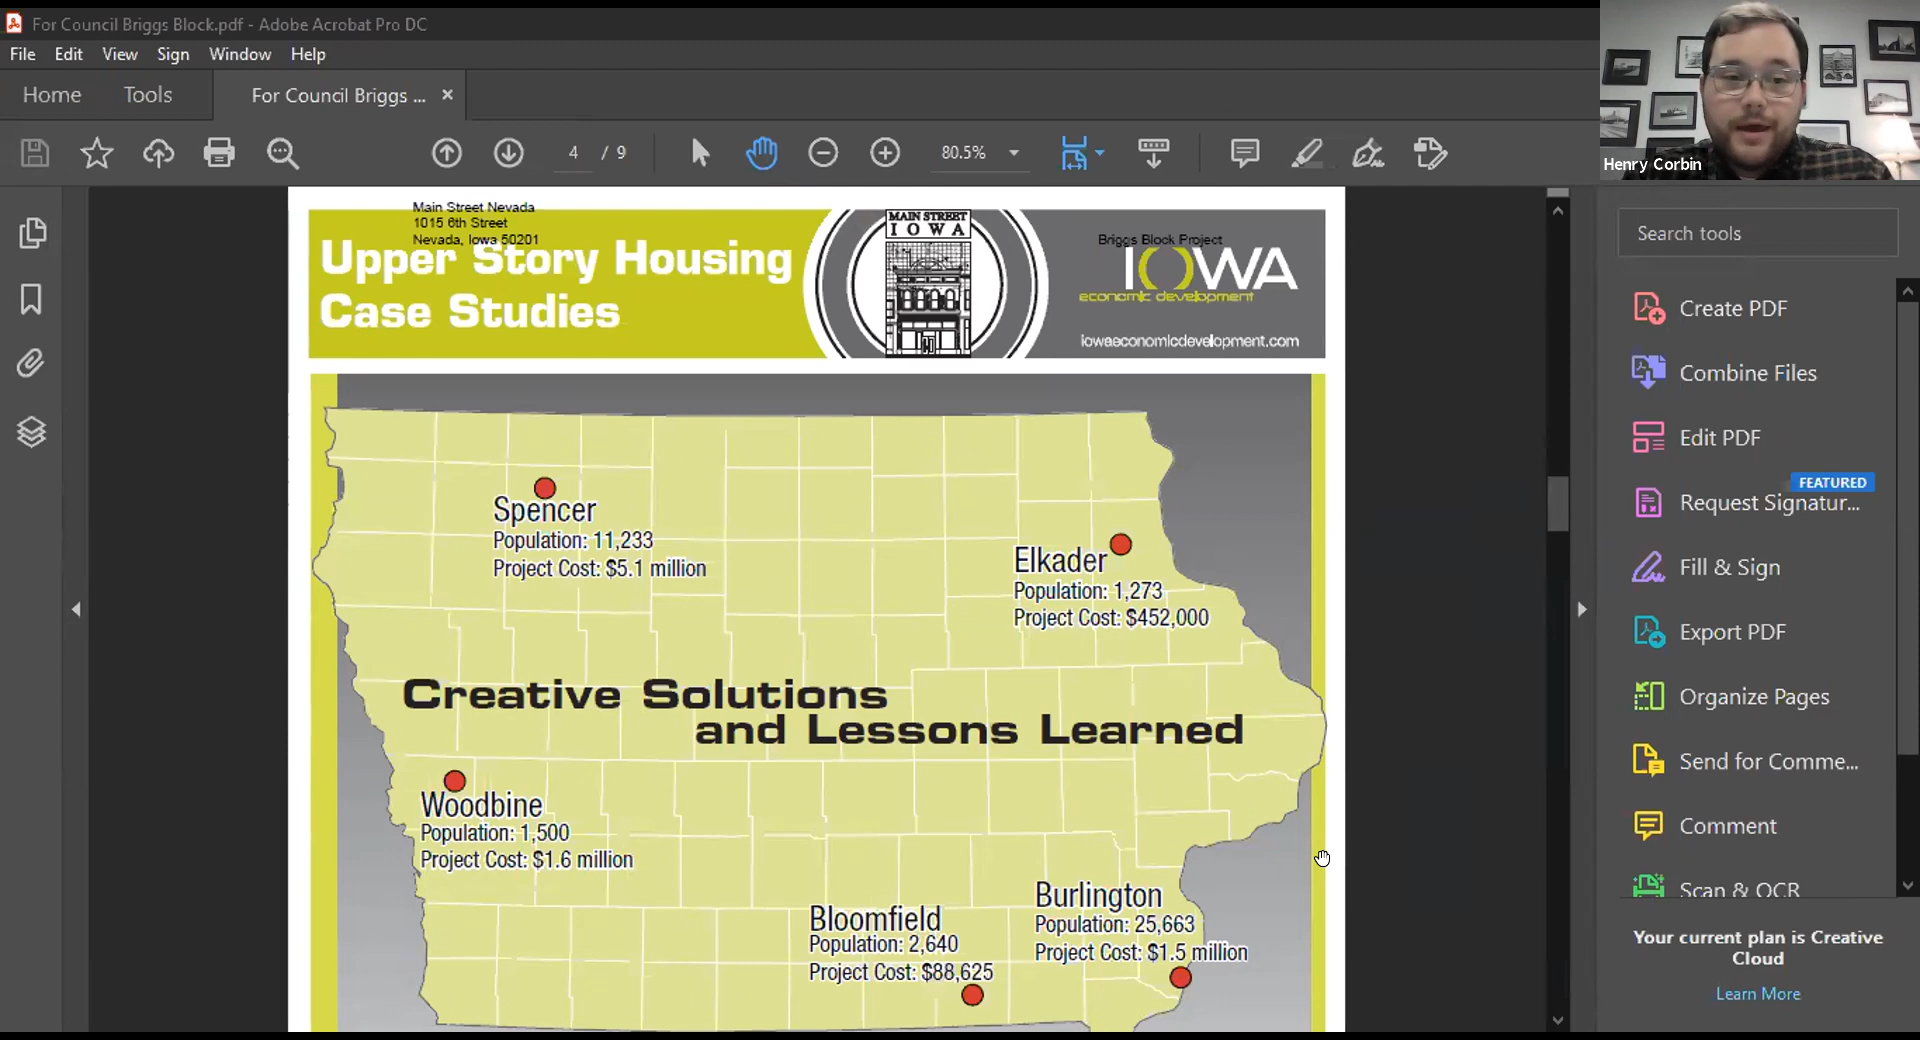 For Council Briggs Block.pdf - Adobe Acrobat Pro DC
File Edit View Sign Window Help
Home Tools For Council Briggs ... ×
4 / 9 80.5%
Henry Corbin
Main Street Nevada
1015 6th Street
Nevada, Iowa 50201
Upper Story Housing
Case Studies
MAIN STREET
IOWA
Briggs Block Project
IOWA
economic development
iowaeconomicdevelopment.com
Spencer
Population: 11,233
Project Cost: $5.1 million
Elkader
Population: 1,273
Project Cost: $452,000
Creative Solutions
and Lessons Learned
Woodbine
Population: 1,500
Project Cost: $1.6 million
Bloomfield
Population: 2,640
Project Cost: $88,625
Burlington
Population: 25,663
Project Cost: $1.5 million
Search tools
Create PDF
Combine Files
Edit PDF
FEATURED
Request Signatur...
Fill & Sign
Export PDF
Organize Pages
Send for Comme...
Comment
Scan & OCR
Your current plan is Creative
Cloud
Learn More